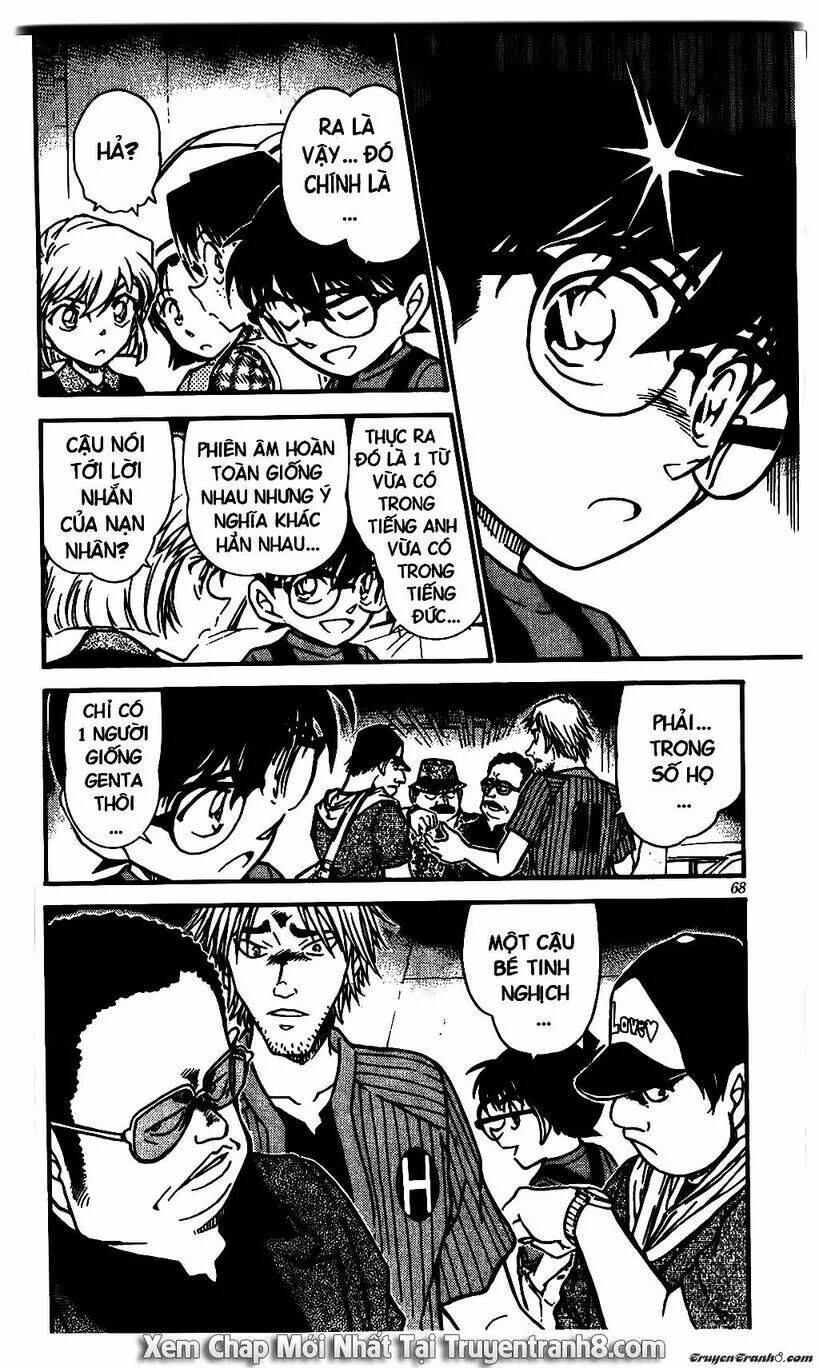 RA LÀ
VẬY... ĐÓ
CHÍNH LÀ
...
HẢ?
THỰC RA
ĐÓ LÀ 1 TỪ
VỪA CÓ
TRONG
TIẾNG ANH
VỪA CÓ
TRONG
TIẾNG
ĐỨC...
PHIÊN ÂM HOÀN
TOÀN GIỐNG
NHAU NHƯNG Ý
NGHĨA KHÁC
HẲN NHAU...
CẬU NÓI
TỚI LỜI
NHẮN
CỦA NẠN
NHÂN?
PHẢI...
TRONG
SỐ HỌ
...
CHỈ CÓ
1 NGƯỜI
GIỐNG
GENTA
THÔI
...
68
MỘT CẬU
BÉ TINH
NGHỊCH
...
LOVE♥
H
Xem Chap Mới Nhất Tại Truyentranh8.com
TruyenTranh8.com